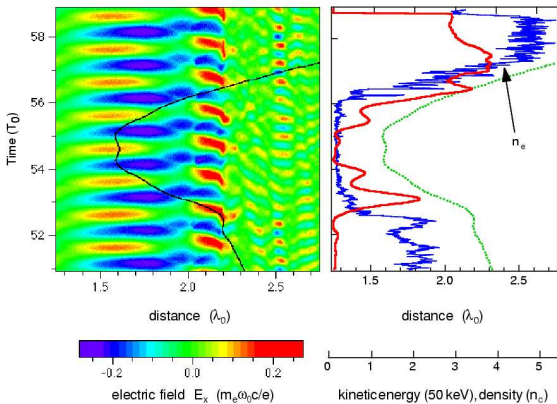 58
56
54
52
Time (T₀)
1.5 2.0 2.5
distance (λ₀)
nₑ
1.5 2.0 2.5
distance (λ₀)
-0.2 0.0 0.2
electric field Eₓ (mₑω₀c/e)
0 1 2 3 4 5
kinetic energy (50 keV), density (n꜀)